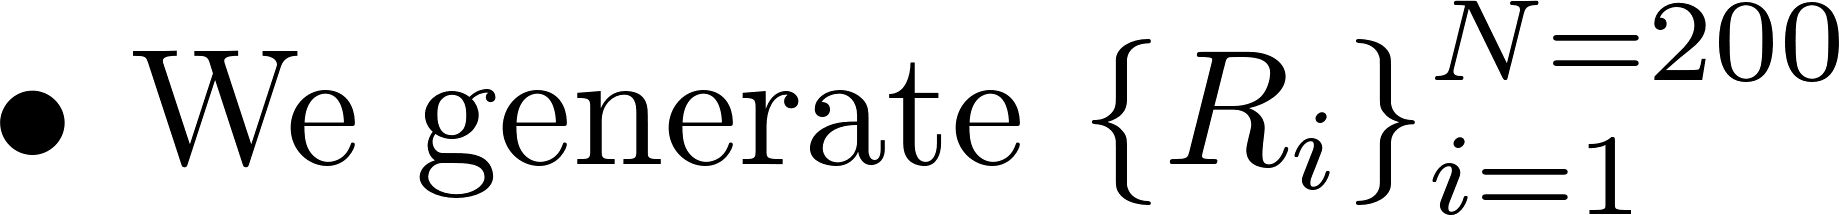 • We generate $\{R_i\}_{i=1}^{N=200}$